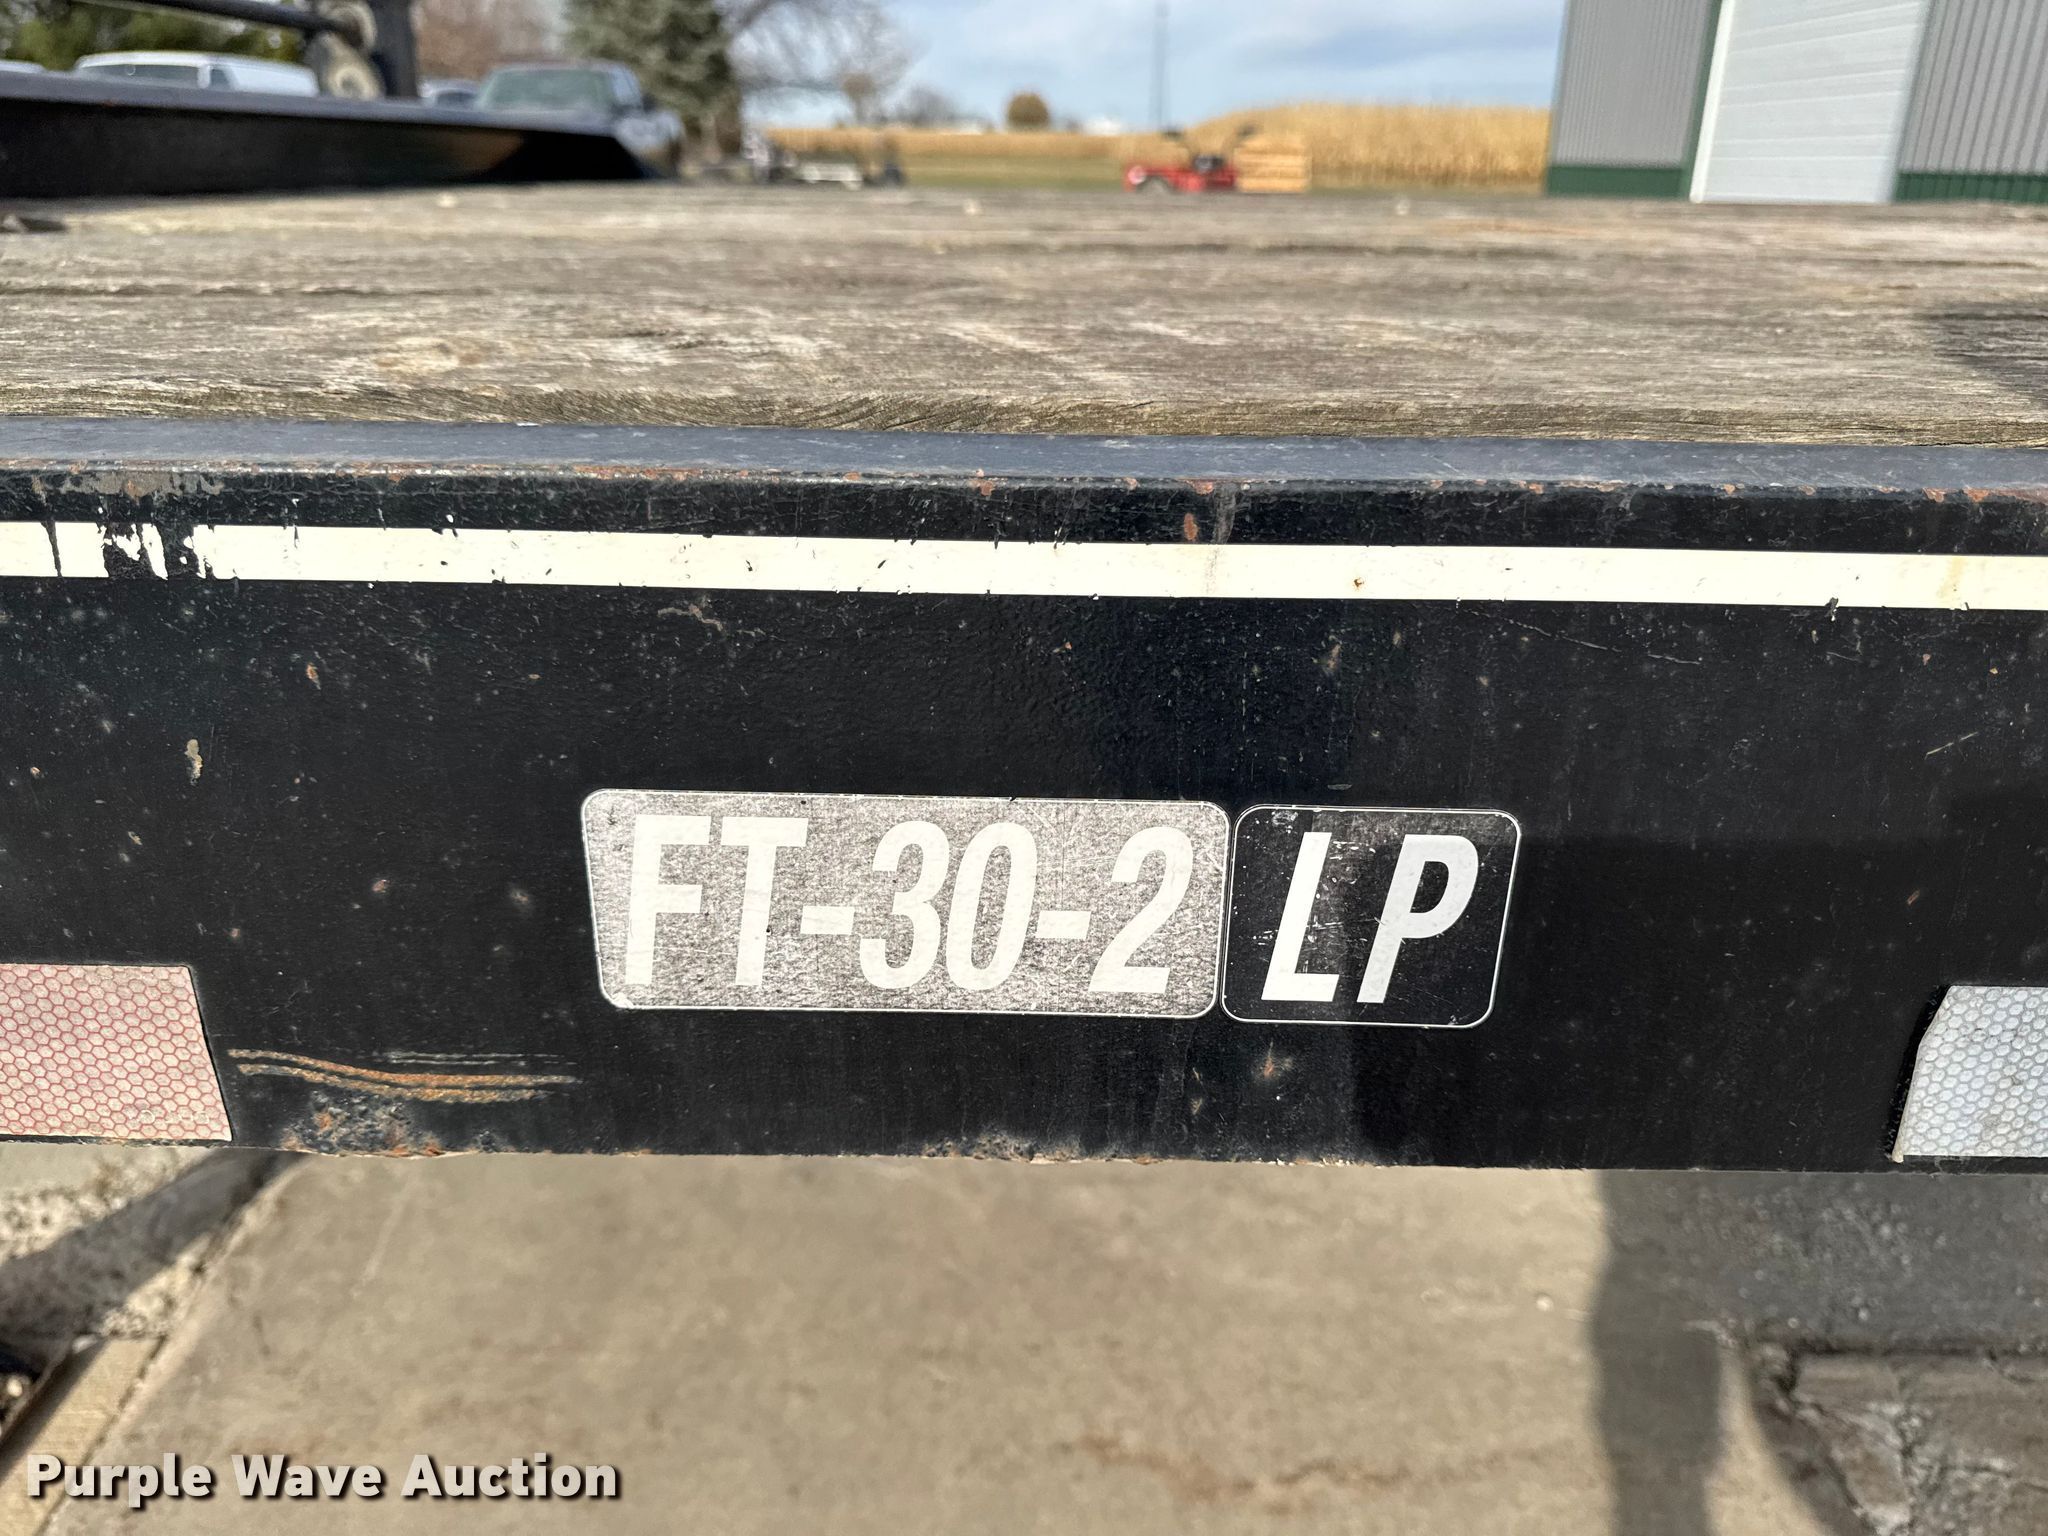 FT-30-2 LP
Purple Wave Auction